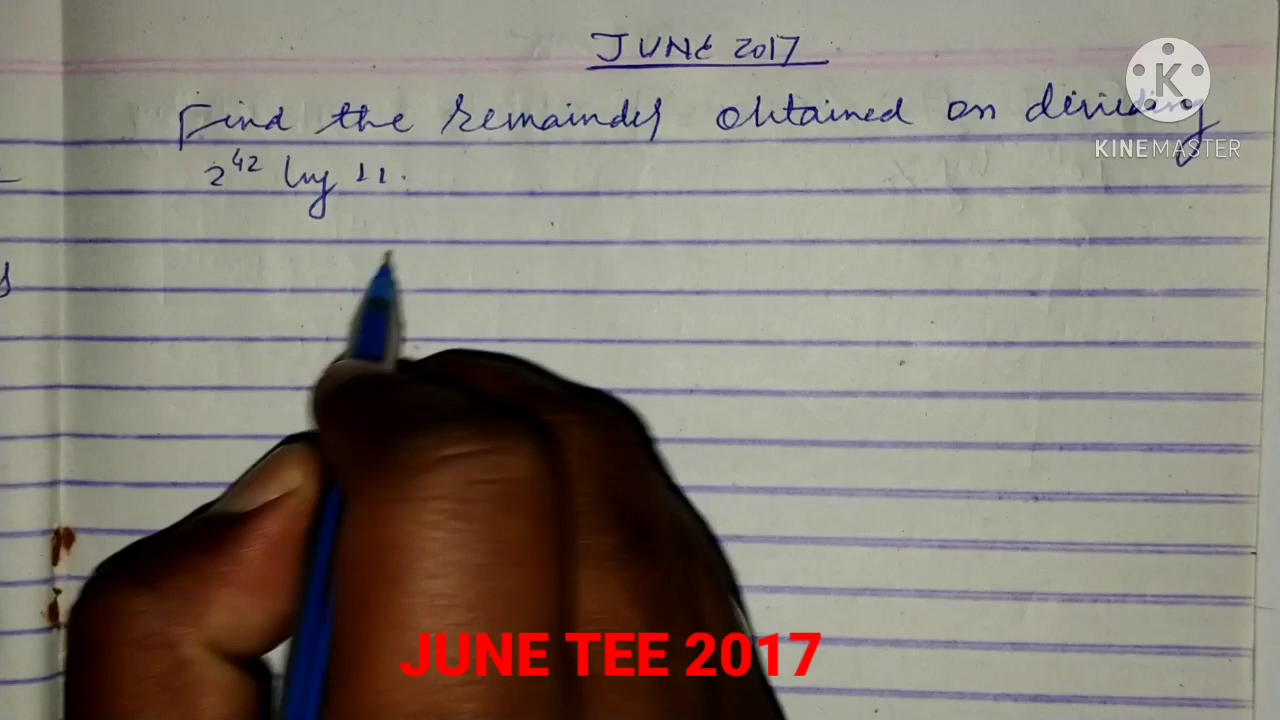 JUNE 2017
Find the remainder obtained on dividing
2^42 by 11.
K
KINEMASTER
JUNE TEE 2017